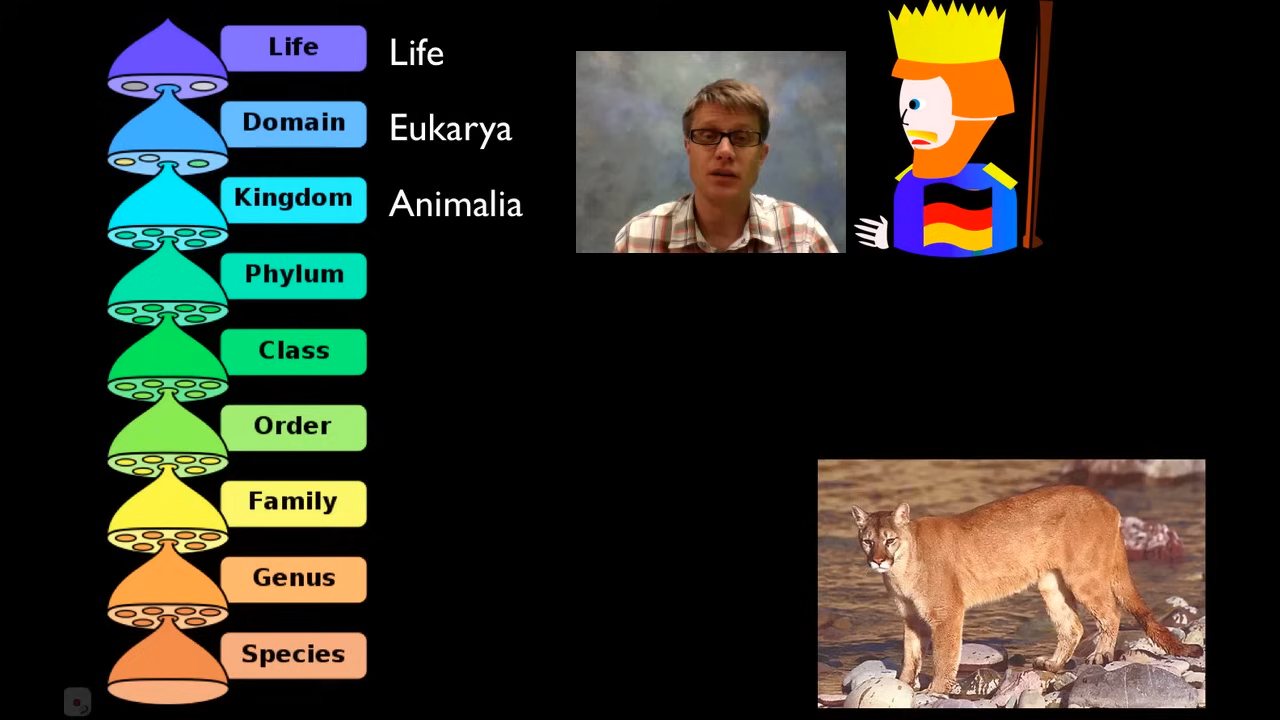 Life Life
Domain Eukarya
Kingdom Animalia
Phylum
Class
Order
Family
Genus
Species